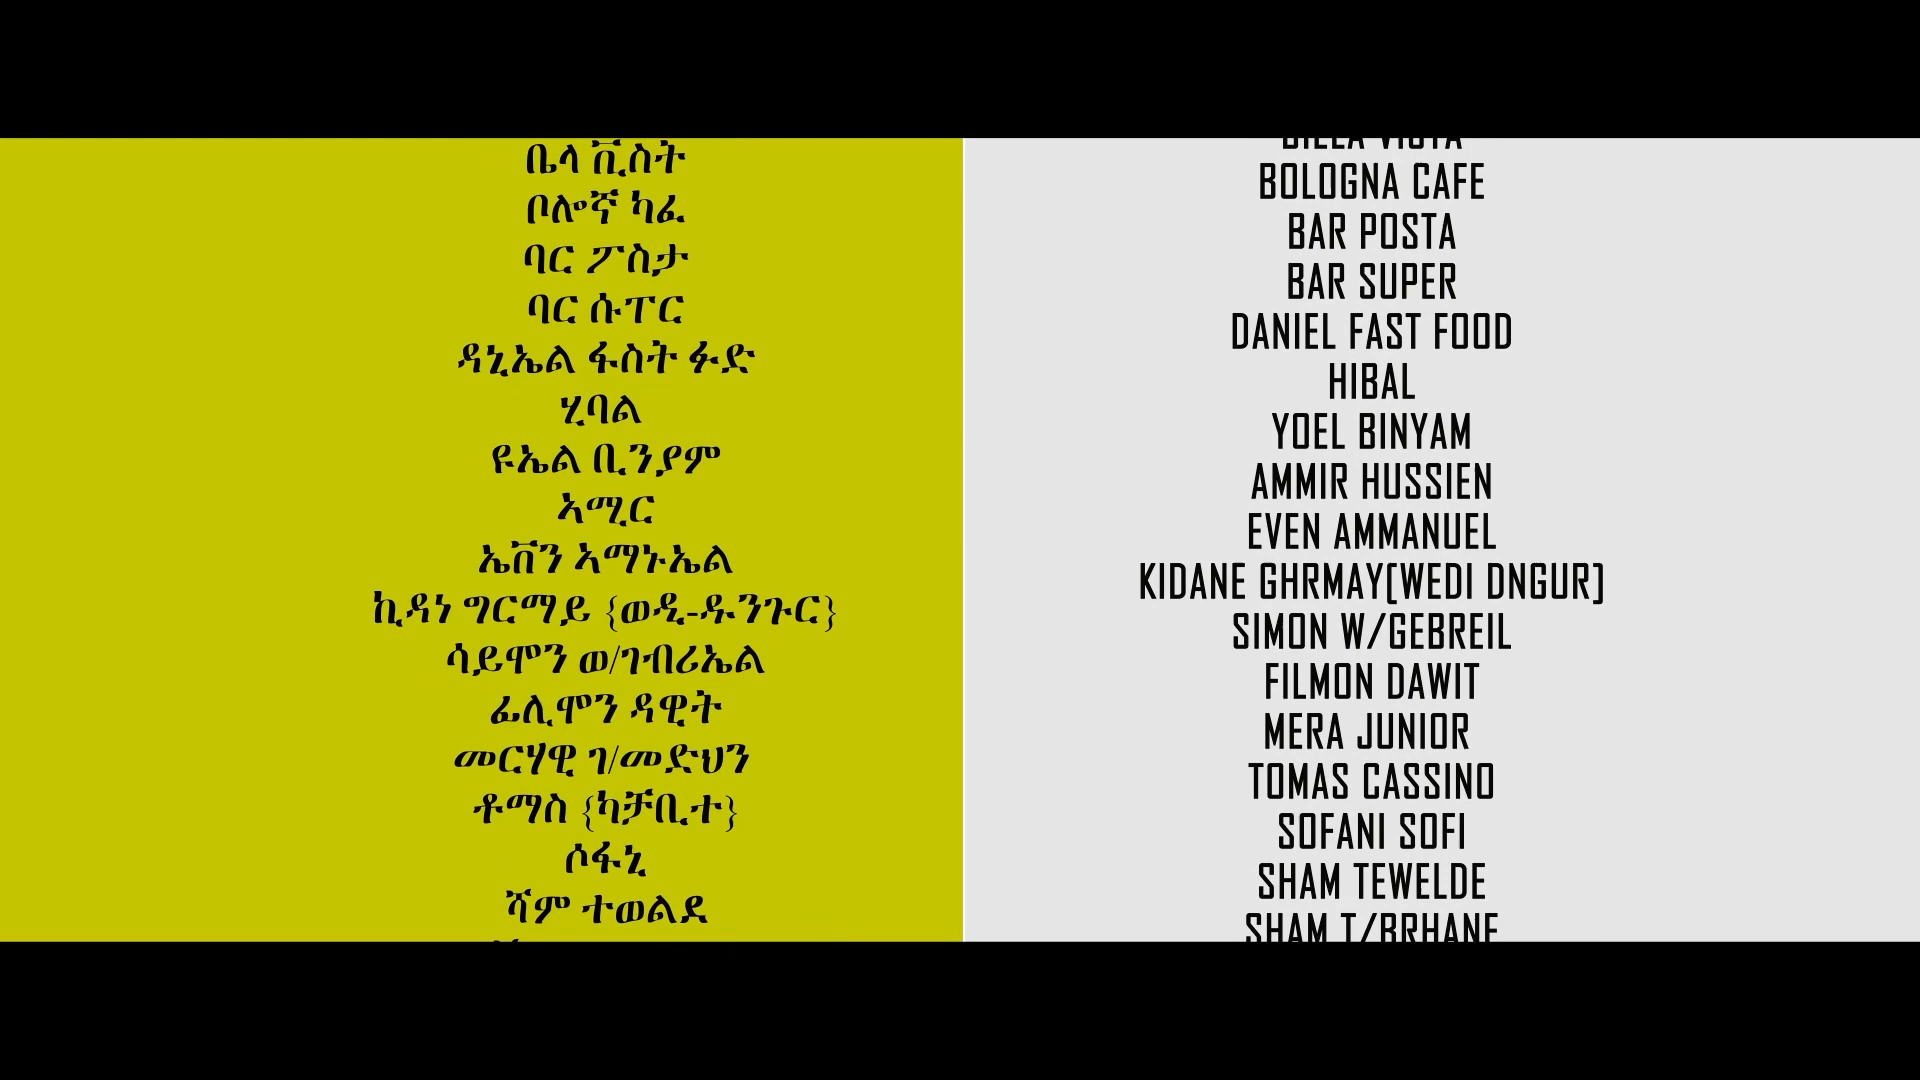 ቤላ ቪስት
ቦሎኛ ካፈ
ባር ፖስታ
ባር ሱፐር
ዳኒኤል ፋስት ፉድ
ሂባል
ዩኤል ቢንያም
ኣሚር
ኤቨን ኣማኑኤል
ኪዳነ ግርማይ {ወዲ-ዱንጉር}
ሳይሞን ወ/ገብሪኤል
ፊሊሞን ዳዊት
መርሃዊ ገ/መድህን
ቶማስ {ካቻቢተ}
ሶፋኒ
ሻም ተወልደ
BOLOGNA CAFE
BAR POSTA
BAR SUPER
DANIEL FAST FOOD
HIBAL
YOEL BINYAM
AMMIR HUSSIEN
EVEN AMMANUEL
KIDANE GHRMAY[WEDI DNGUR]
SIMON W/GEBREIL
FILMON DAWIT
MERA JUNIOR
TOMAS CASSINO
SOFANI SOFI
SHAM TEWELDE
SHAM T/BRHANE